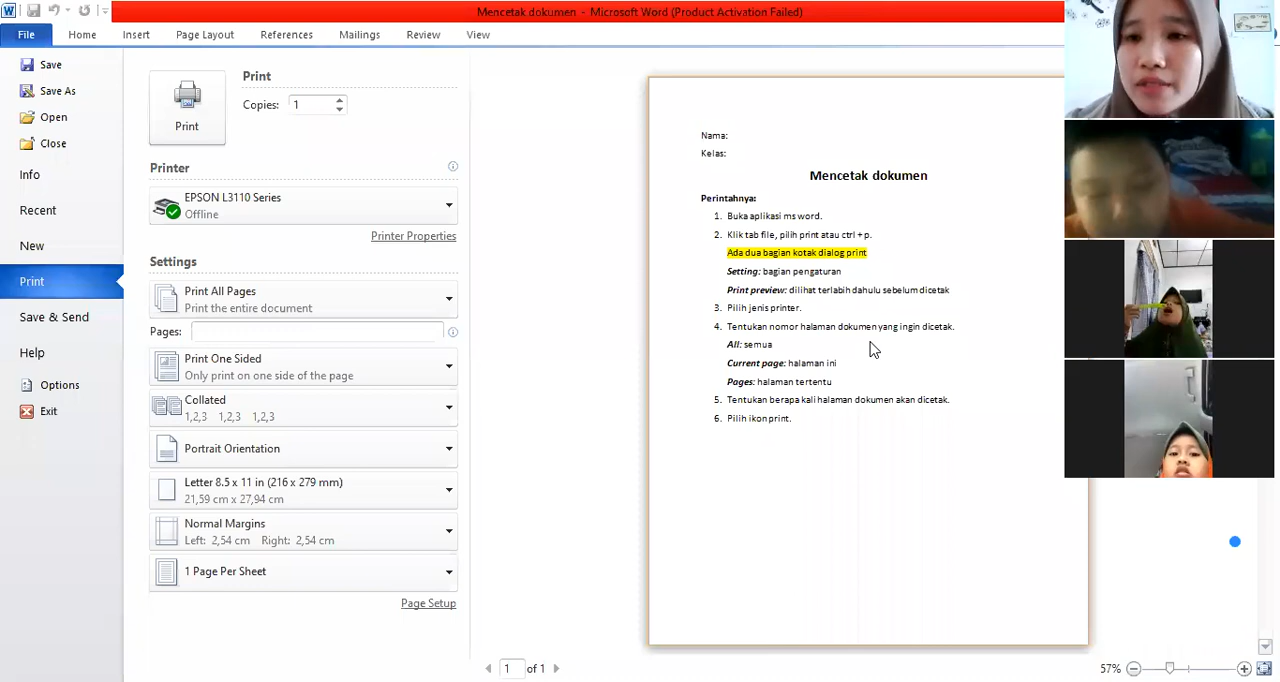 Mencetak dokumen - Microsoft Word (Product Activation Failed)
File Home Insert Page Layout References Mailings Review View
Save
Save As
Open
Close
Info
Recent
New
Print
Save & Send
Help
Options
Exit
Print
Print
Copies: 1
Printer
EPSON L3110 Series
Offline
Printer Properties
Settings
Print All Pages
Print the entire document
Pages:
Print One Sided
Only print on one side of the page
Collated
1,2,3 1,2,3 1,2,3
Portrait Orientation
Letter 8.5 x 11 in (216 x 279 mm)
21,59 cm x 27,94 cm
Normal Margins
Left: 2,54 cm Right: 2,54 cm
1 Page Per Sheet
Page Setup
Nama:
Kelas:
Mencetak dokumen
Perintahnya:
1. Buka aplikasi ms word.
2. Klik tab file, pilih print atau ctrl + p.
Ada dua bagian kotak dialog print
Setting: bagian pengaturan
Print preview: dilihat terlabih dahulu sebelum dicetak
3. Pilih jenis printer.
4. Tentukan nomor halaman dokumen yang ingin dicetak.
All: semua
Current page: halaman ini
Pages: halaman tertentu
5. Tentukan berapa kali halaman dokumen akan dicetak.
6. Pilih ikon print.
1 of 1
57%